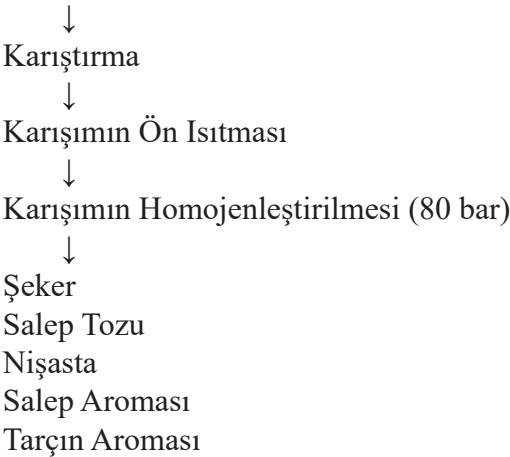 ↓
Karıştırma
↓
Karışımın Ön Isıtması
↓
Karışımın Homojenleştirilmesi (80 bar)
↓
Şeker
Salep Tozu
Nişasta
Salep Aroması
Tarçın Aroması